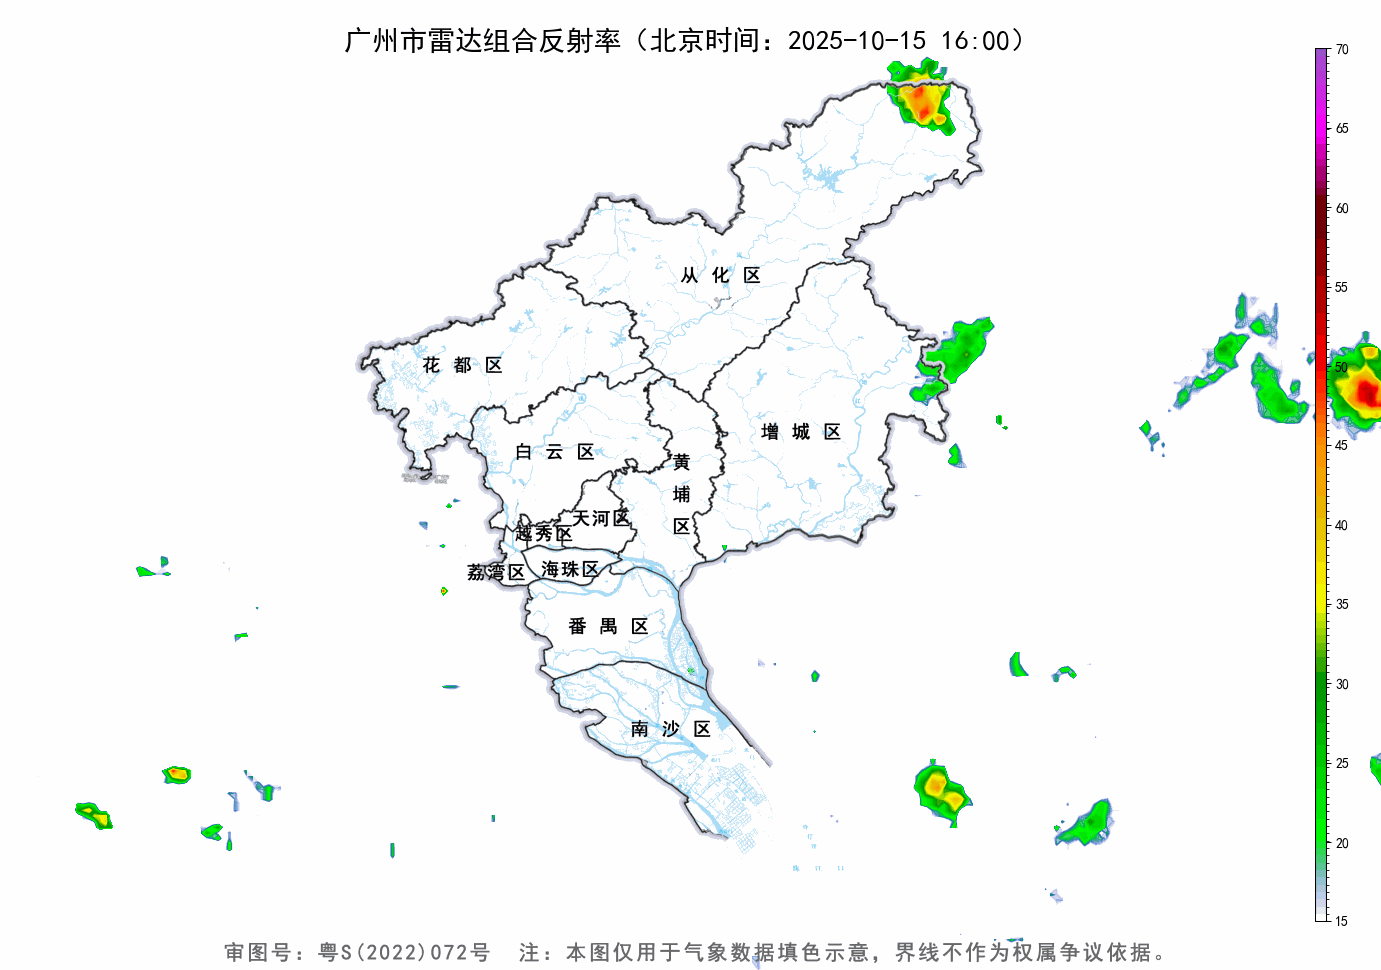 广州市雷达组合反射率（北京时间：2025-10-15 16:00）
70
65
60
55
50
45
40
35
30
25
20
15
从化区
花都区
增城区
白云区
黄埔区
天河区
越秀区
荔湾区
海珠区
番禺区
南沙区
审图号：粤S(2022)072号 注：本图仅用于气象数据填色示意，界线不作为权属争议依据。